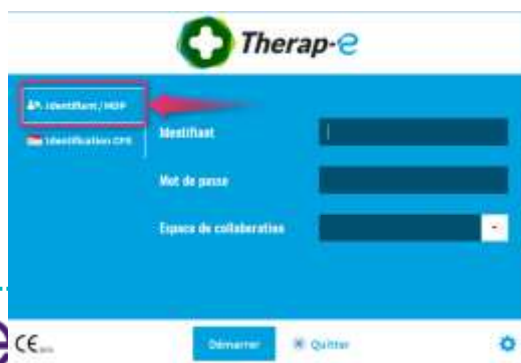 Therap-e
Identifiant / MDP
Identification CPS
Identifiant
Mot de passe
Espace de collaboration
CE
Démarrer
Quitter